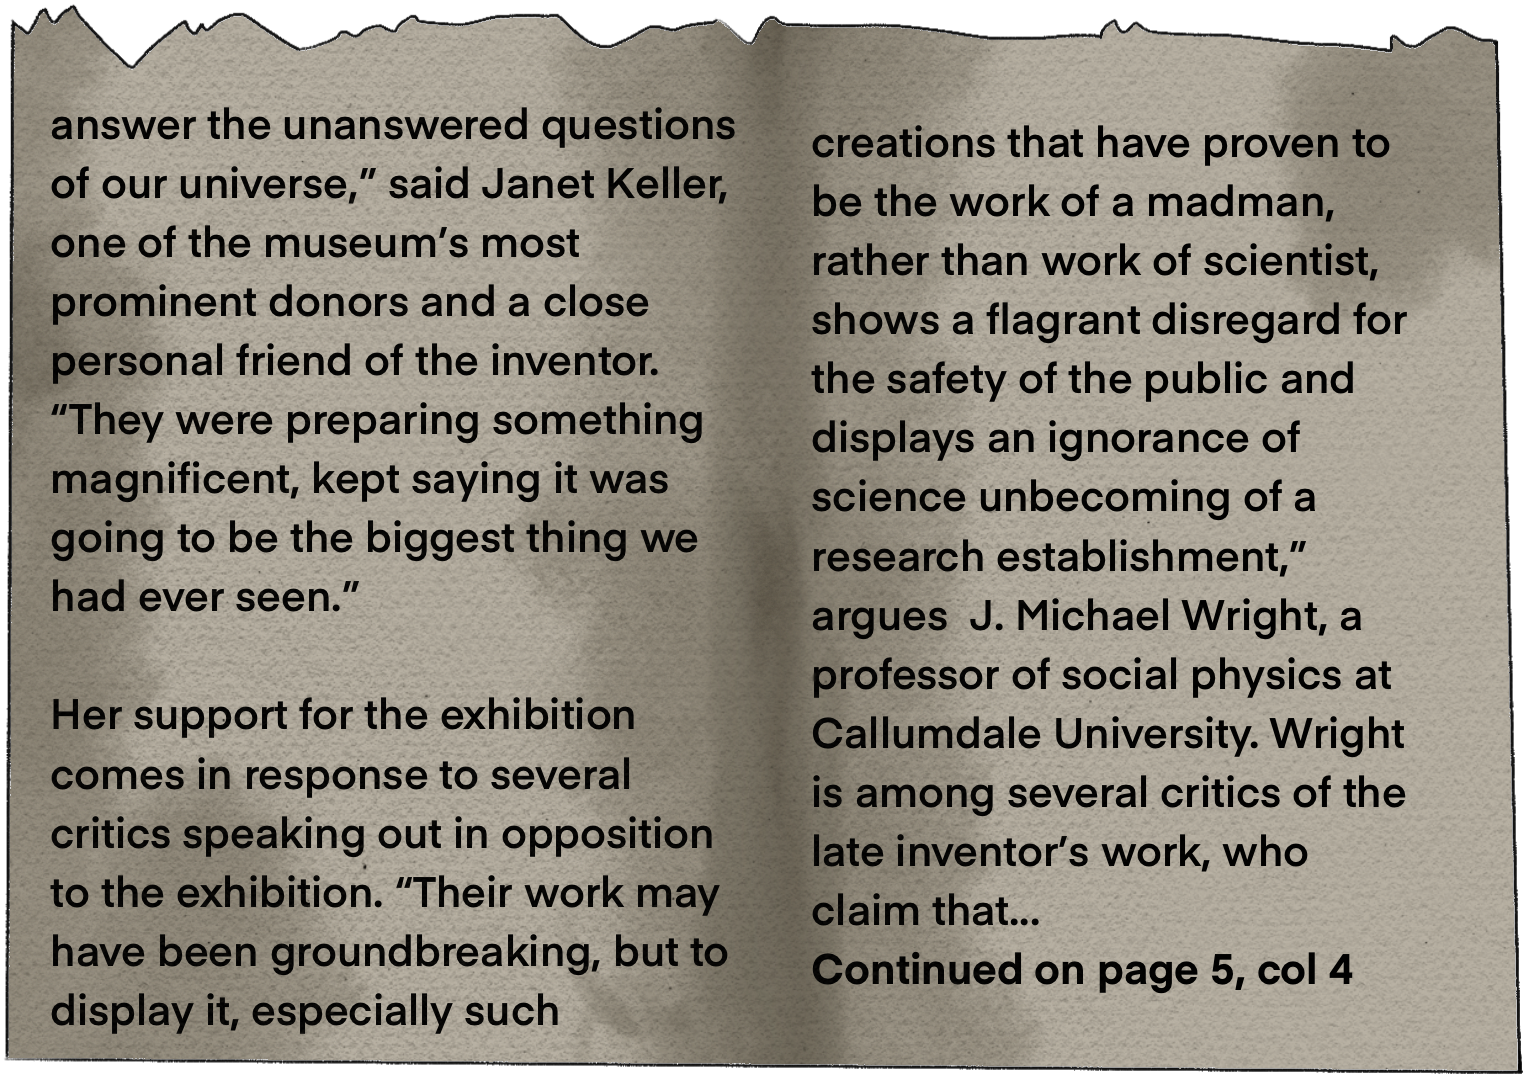 answer the unanswered questions
of our universe,” said Janet Keller,
one of the museum’s most
prominent donors and a close
personal friend of the inventor.
“They were preparing something
magnificent, kept saying it was
going to be the biggest thing we
had ever seen.”
Her support for the exhibition
comes in response to several
critics speaking out in opposition
to the exhibition. “Their work may
have been groundbreaking, but to
display it, especially such
creations that have proven to
be the work of a madman,
rather than work of scientist,
shows a flagrant disregard for
the safety of the public and
displays an ignorance of
science unbecoming of a
research establishment,”
argues  J. Michael Wright, a
professor of social physics at
Callumdale University. Wright
is among several critics of the
late inventor’s work, who
claim that...
Continued on page 5, col 4